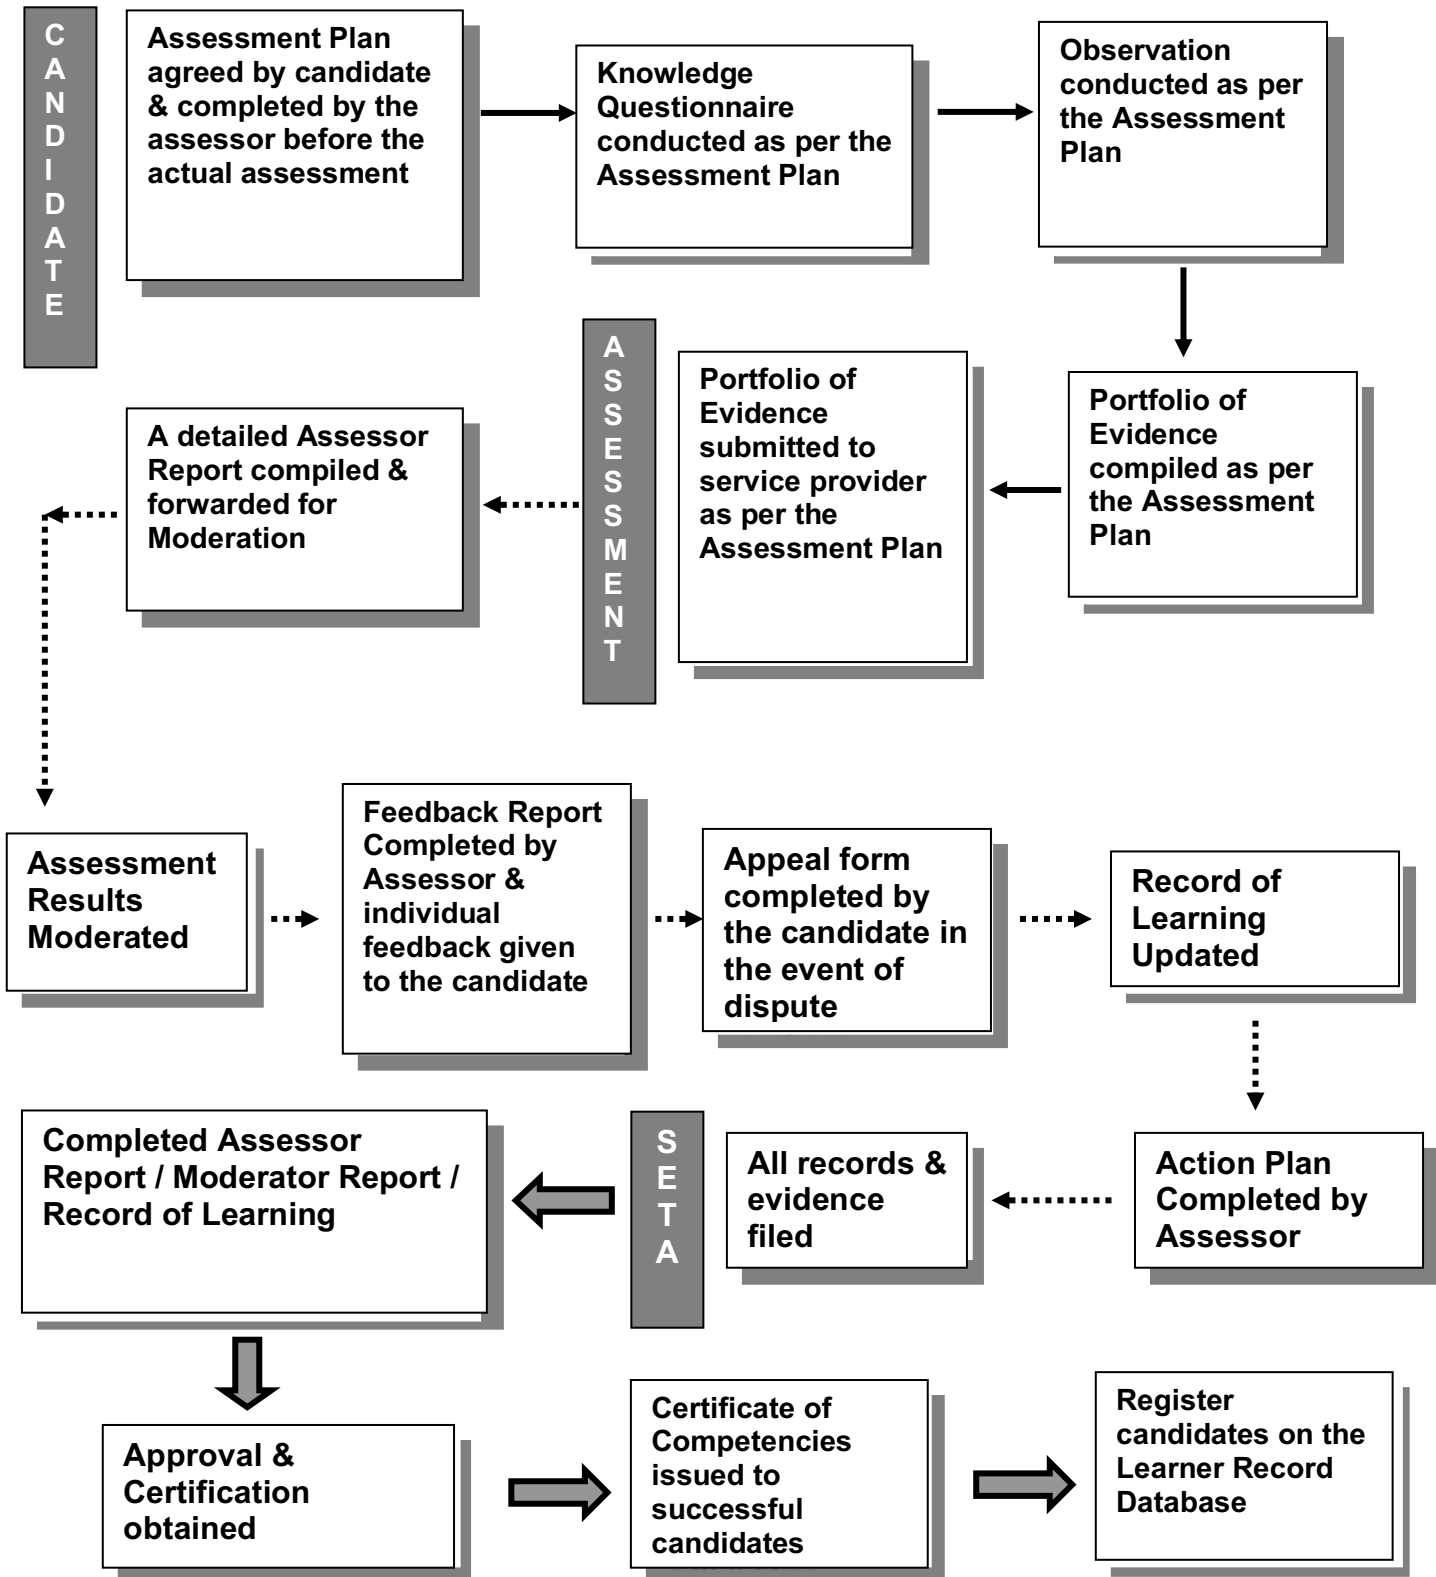 CANDIDATE
Assessment Plan
agreed by candidate
& completed by the
assessor before the
actual assessment
Knowledge
Questionnaire
conducted as per the
Assessment Plan
Observation
conducted as per
the Assessment
Plan
Portfolio of
Evidence
compiled as per
the Assessment
Plan
Portfolio of
Evidence
submitted to
service provider
as per the
Assessment Plan
ASSESSMENT
A detailed Assessor
Report compiled &
forwarded for
Moderation
Assessment
Results
Moderated
Feedback Report
Completed by
Assessor &
individual
feedback given
to the candidate
Appeal form
completed by
the candidate in
the event of
dispute
Record of
Learning
Updated
Action Plan
Completed by
Assessor
All records &
evidence
filed
SETA
Completed Assessor
Report / Moderator Report /
Record of Learning
Approval &
Certification
obtained
Certificate of
Competencies
issued to
successful
candidates
Register
candidates on the
Learner Record
Database